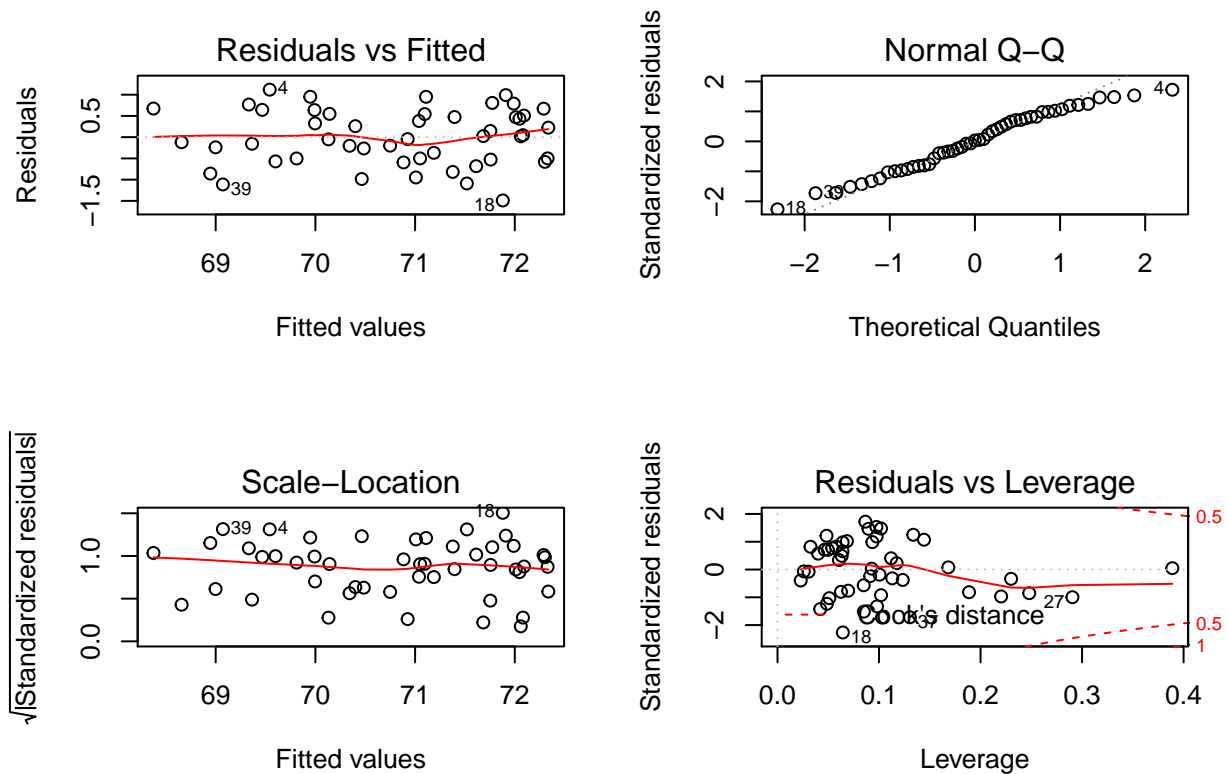 Residuals vs Fitted
Residuals
0.5
−1.5
4
39
18
69 70 71 72
Fitted values
Normal Q−Q
Standardized residuals
2
0
−2
4
39
18
−2 −1 0 1 2
Theoretical Quantiles
Scale−Location
√|Standardized residuals|
1.0
0.0
18
39
4
69 70 71 72
Fitted values
Residuals vs Leverage
Standardized residuals
2
0
−2
0.5
27
Cook's distance
37
18
0.5
1
0.0 0.1 0.2 0.3 0.4
Leverage